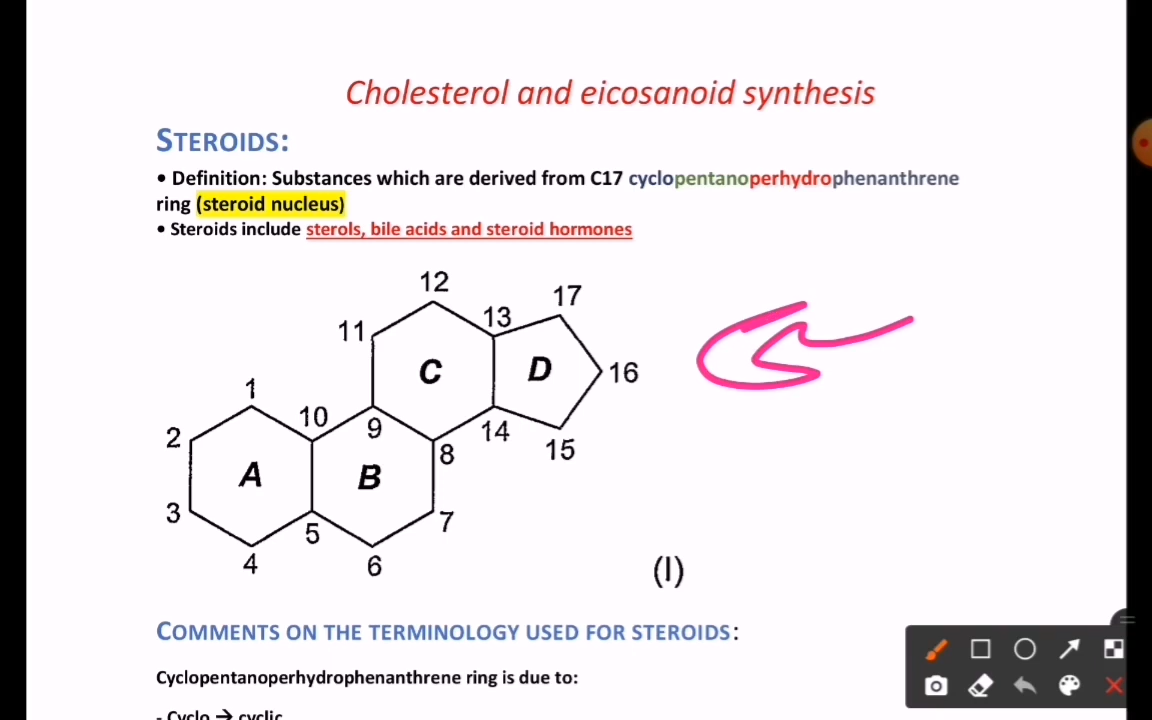 Cholesterol and eicosanoid synthesis
STEROIDS:
• Definition: Substances which are derived from C17 cyclopentanoperhydrophenanthrene
ring (steroid nucleus)
• Steroids include sterols, bile acids and steroid hormones
12
17
13
11
C
D
16
1
10
9
14
2
8
15
A
B
3
7
5
4
6
(I)
COMMENTS ON THE TERMINOLOGY USED FOR STEROIDS:
Cyclopentanoperhydrophenanthrene ring is due to:
- Cyclo → cyclic